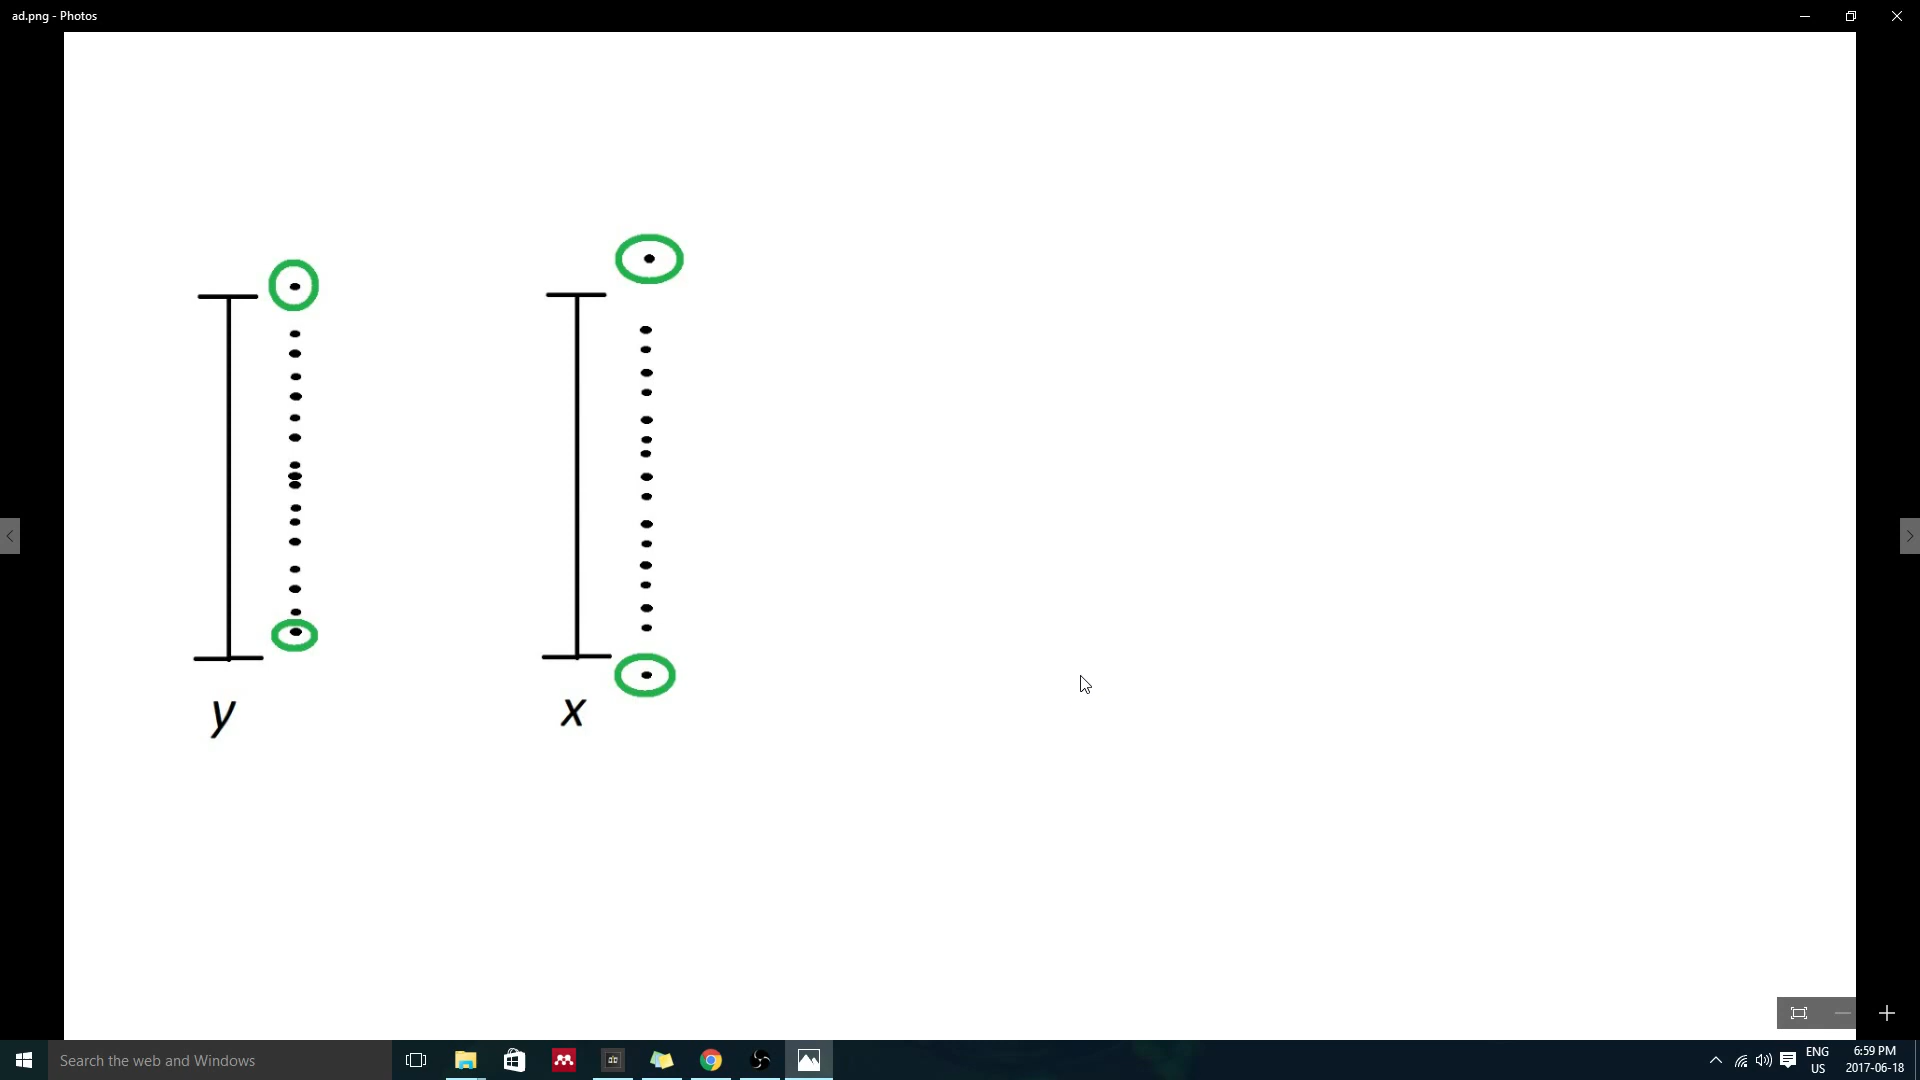 ad.png - Photos
y
x
Search the web and Windows
ENG
US
6:59 PM
2017-06-18